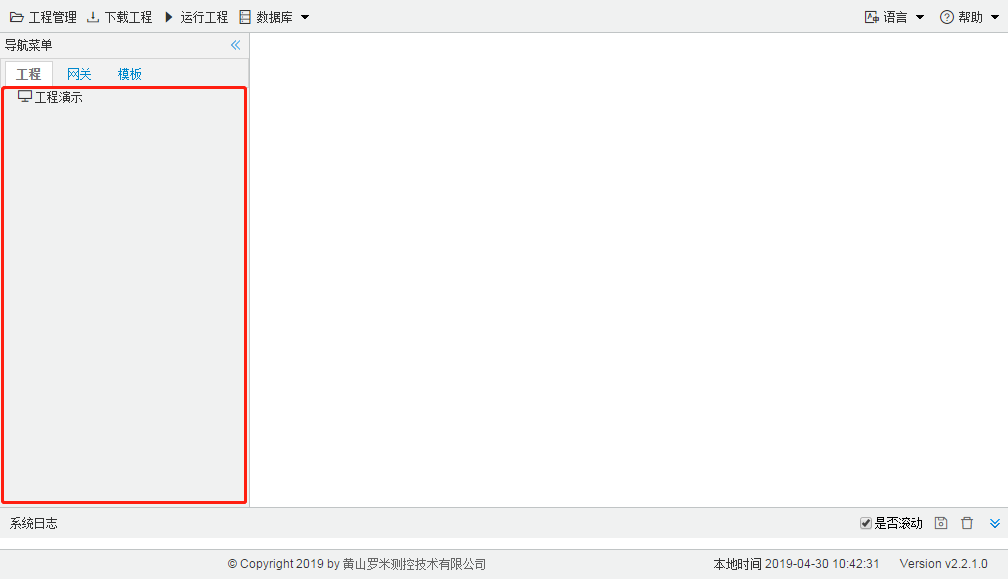 工程管理 下载工程 运行工程 数据库 语言 帮助
导航菜单
工程 网关 模板
工程演示
系统日志 是否滚动
© Copyright 2019 by 黄山罗米测控技术有限公司 本地时间 2019-04-30 10:42:31 Version v2.2.1.0